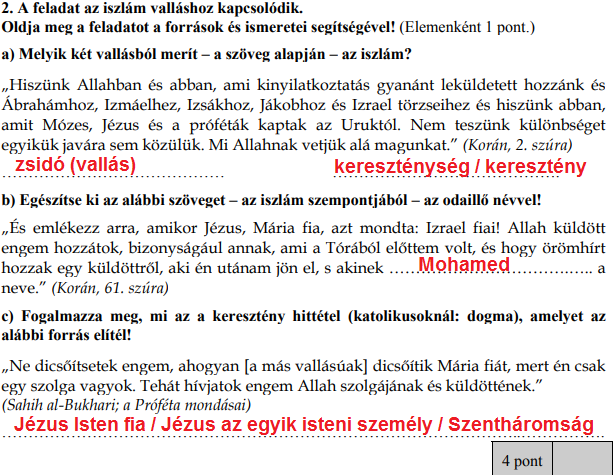 2. A feladat az iszlám valláshoz kapcsolódik.
Oldja meg a feladatot a források és ismeretei segítségével! (Elemenként 1 pont.)
a) Melyik két vallásból merít – a szöveg alapján – az iszlám?
„Hiszünk Allahban és abban, ami kinyilatkoztatás gyanánt leküldetett hozzánk és
Ábrahámhoz, Izmáelhez, Izsákhoz, Jákobhoz és Izrael törzseihez és hiszünk abban,
amit Mózes, Jézus és a próféták kaptak az Uruktól. Nem teszünk különbséget
egyikük javára sem közülük. Mi Allahnak vetjük alá magunkat.” (Korán, 2. szúra)
zsidó (vallás) kereszténység / keresztény
b) Egészítse ki az alábbi szöveget – az iszlám szempontjából – az odaillő névvel!
„És emlékezz arra, amikor Jézus, Mária fia, azt mondta: Izrael fiai! Allah küldött
engem hozzátok, bizonyságául annak, ami a Tórából előttem volt, és hogy örömhírt
hozzak egy küldöttről, aki én utánam jön el, s akinek ……Mohamed………….….. a
neve.” (Korán, 61. szúra)
c) Fogalmazza meg, mi az a keresztény hittétel (katolikusoknál: dogma), amelyet az
alábbi forrás elítél!
„Ne dicsőítsetek engem, ahogyan [a más vallásúak] dicsőítik Mária fiát, mert én csak
egy szolga vagyok. Tehát hívjatok engem Allah szolgájának és küldöttének.”
(Sahih al-Bukhari; a Próféta mondásai)
Jézus Isten fia / Jézus az egyik isteni személy / Szentháromság
4 pont